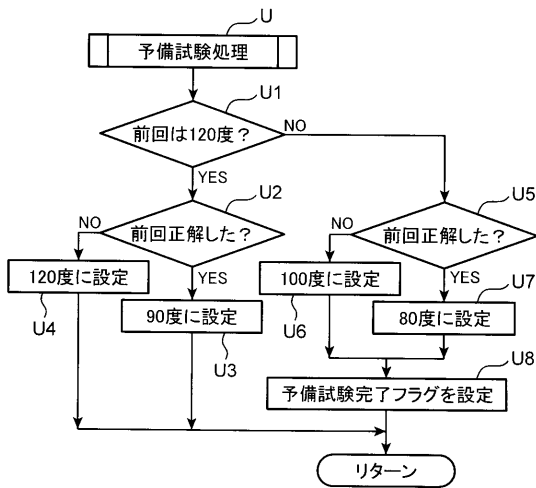 U
予備試験処理
U1
前回は120度?
NO
YES
U2
前回正解した?
NO
YES
U5
前回正解した?
NO
YES
120度に設定
U4
90度に設定
U3
100度に設定
U6
U7
80度に設定
U8
予備試験完了フラグを設定
リターン